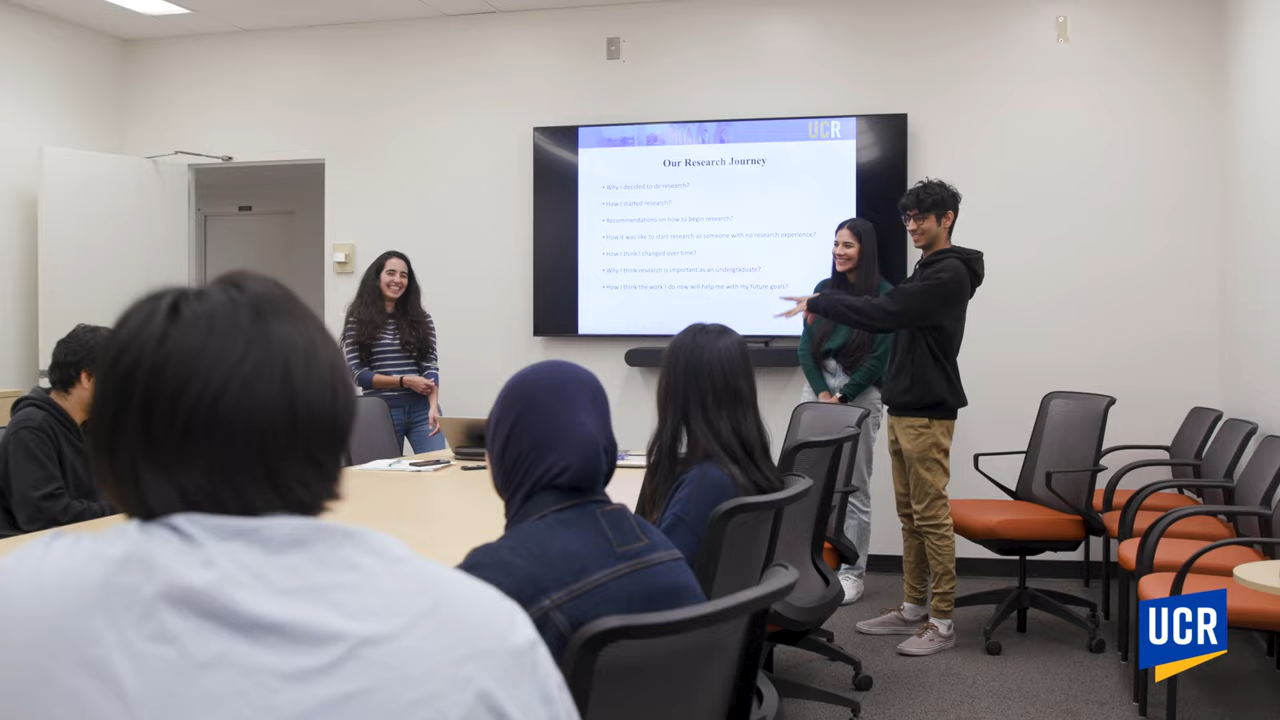 UCR
Our Research Journey
• Why I decided to do research?
• How I started research?
• Recommendations on how to begin research?
• How it was like to start research as someone with no research experience?
• How I think I changed over time?
• Why I think research is important as an undergraduate?
• How I think the work I do now will help me with my future goals?
UCR